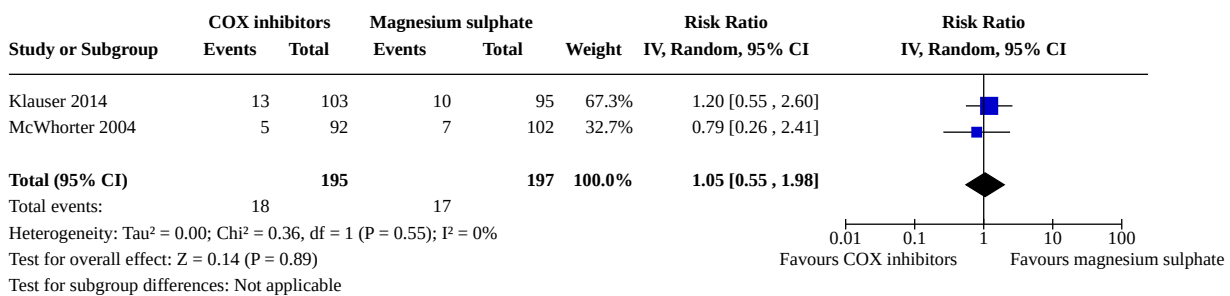 COX inhibitors Magnesium sulphate Risk Ratio Risk Ratio
Study or Subgroup Events Total Events Total Weight IV, Random, 95% CI IV, Random, 95% CI
Klauser 2014 13 103 10 95 67.3% 1.20 [0.55 , 2.60]
McWhorter 2004 5 92 7 102 32.7% 0.79 [0.26 , 2.41]
Total (95% CI) 195 197 100.0% 1.05 [0.55 , 1.98]
Total events: 18 17
Heterogeneity: Tau² = 0.00; Chi² = 0.36, df = 1 (P = 0.55); I² = 0%
0.01 0.1 1 10 100
Test for overall effect: Z = 0.14 (P = 0.89)
Favours COX inhibitors Favours magnesium sulphate
Test for subgroup differences: Not applicable